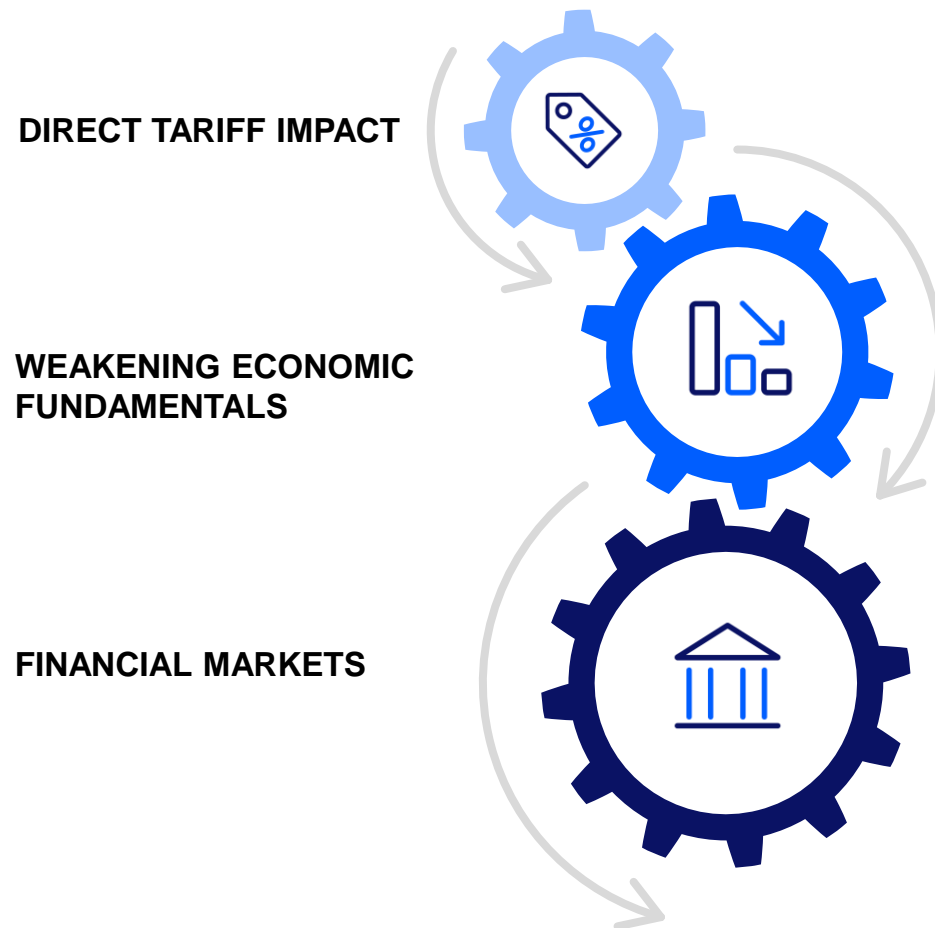 DIRECT TARIFF IMPACT
WEAKENING ECONOMIC
FUNDAMENTALS
FINANCIAL MARKETS